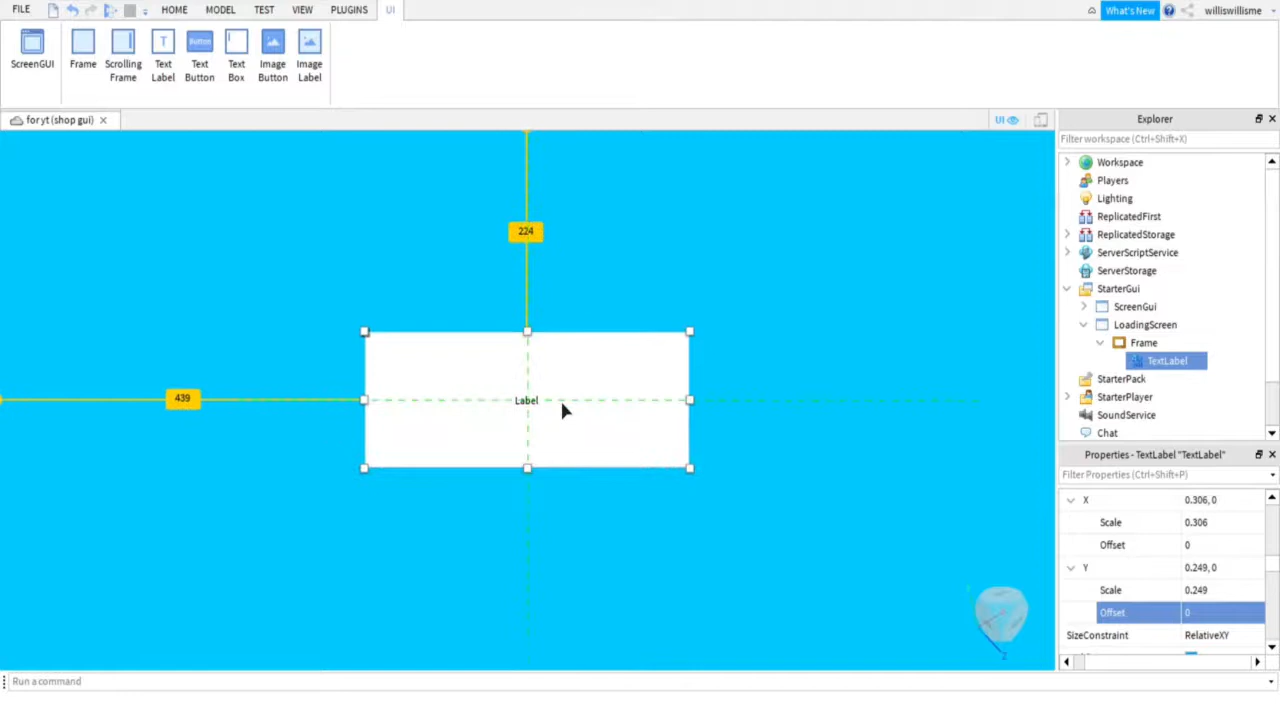 FILE
HOME
MODEL
TEST
VIEW
PLUGINS
UI
What's New
williswillisme
ScreenGUI
Frame
Scrolling
Frame
T
Text
Label
Button
Text
Button
Text
Box
Image
Button
Image
Label
for yt (shop gui)
UI
Explorer
Filter workspace (Ctrl+Shift+X)
Workspace
Players
Lighting
ReplicatedFirst
ReplicatedStorage
ServerScriptService
ServerStorage
StarterGui
ScreenGui
LoadingScreen
Frame
TextLabel
StarterPack
StarterPlayer
SoundService
Chat
224
439
Label
Z
Properties - TextLabel "TextLabel"
Filter Properties (Ctrl+Shift+P)
X 0.306, 0
Scale 0.306
Offset 0
Y 0.249, 0
Scale 0.249
Offset 0
SizeConstraint RelativeXY
Run a command